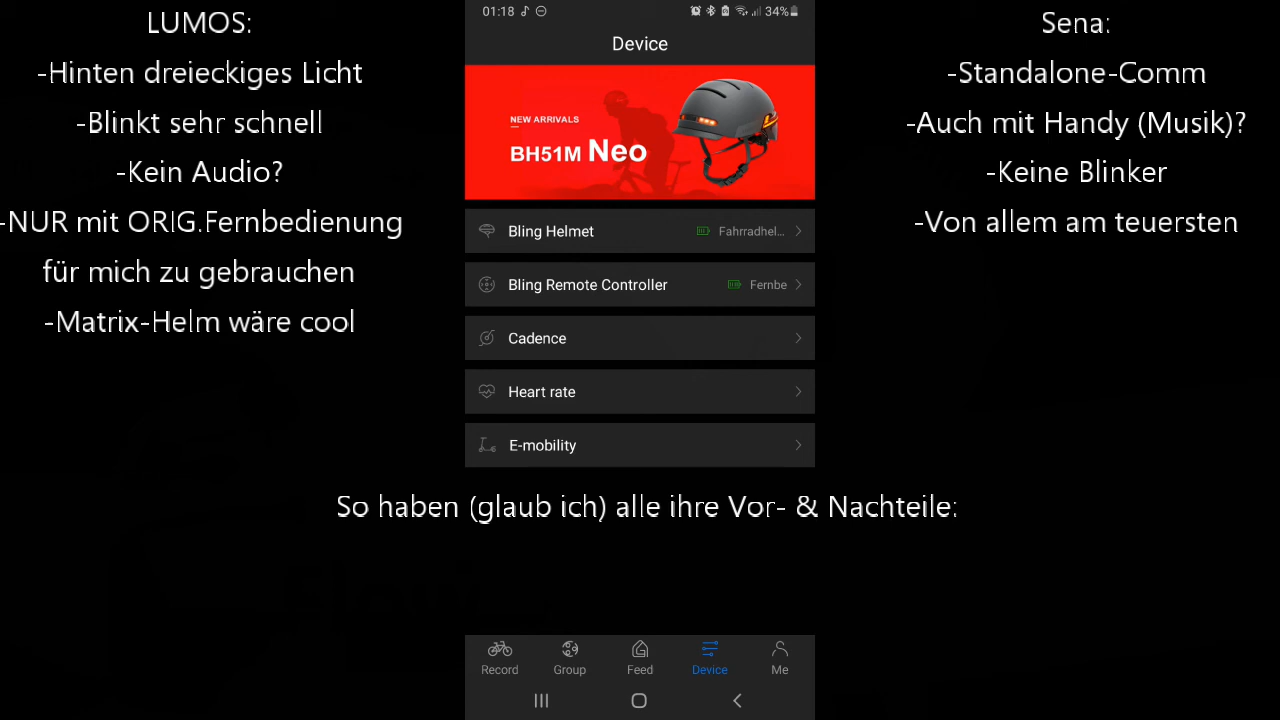 LUMOS:
-Hinten dreieckiges Licht
-Blinkt sehr schnell
-Kein Audio?
-NUR mit ORIG.Fernbedienung
für mich zu gebrauchen
-Matrix-Helm wäre cool
01:18
34%
Device
NEW ARRIVALS
BH51M Neo
Bling Helmet
Fahrradhel...
Bling Remote Controller
Fernbe
Cadence
Heart rate
E-mobility
Sena:
-Standalone-Comm
-Auch mit Handy (Musik)?
-Keine Blinker
-Von allem am teuersten
So haben (glaub ich) alle ihre Vor- & Nachteile:
Record Group Feed Device Me